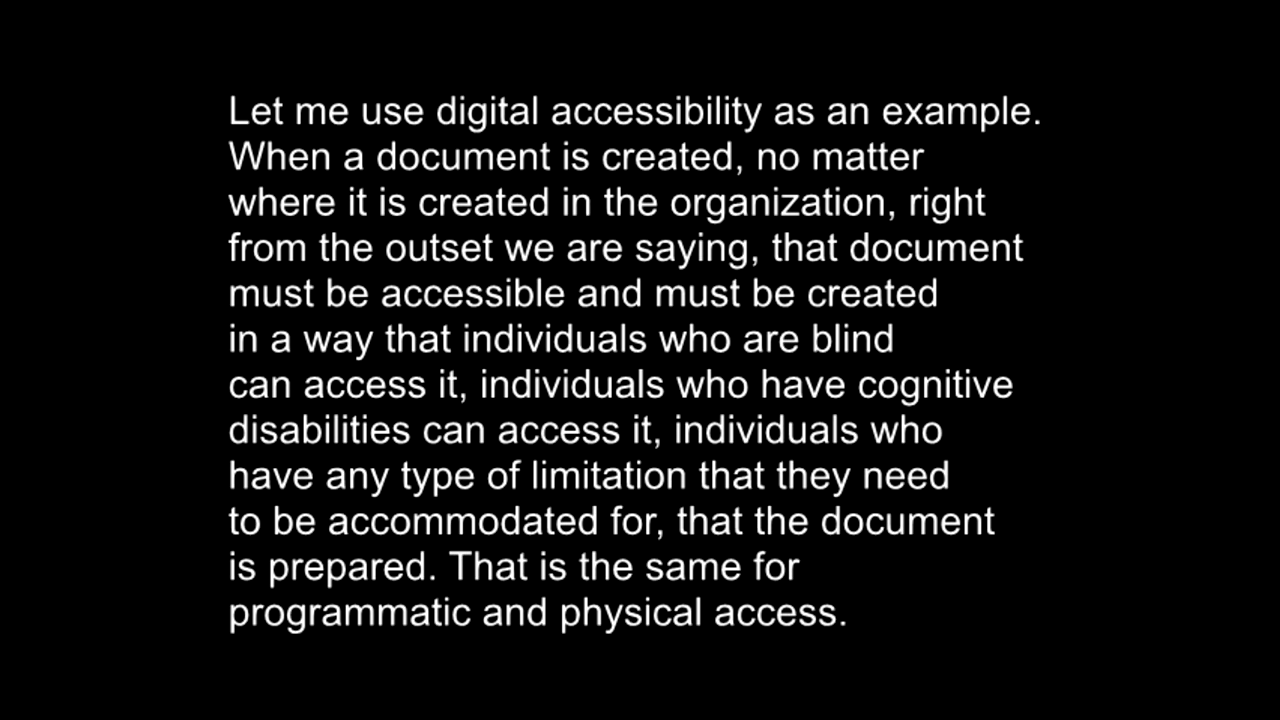 Let me use digital accessibility as an example.
When a document is created, no matter
where it is created in the organization, right
from the outset we are saying, that document
must be accessible and must be created
in a way that individuals who are blind
can access it, individuals who have cognitive
disabilities can access it, individuals who
have any type of limitation that they need
to be accommodated for, that the document
is prepared. That is the same for
programmatic and physical access.